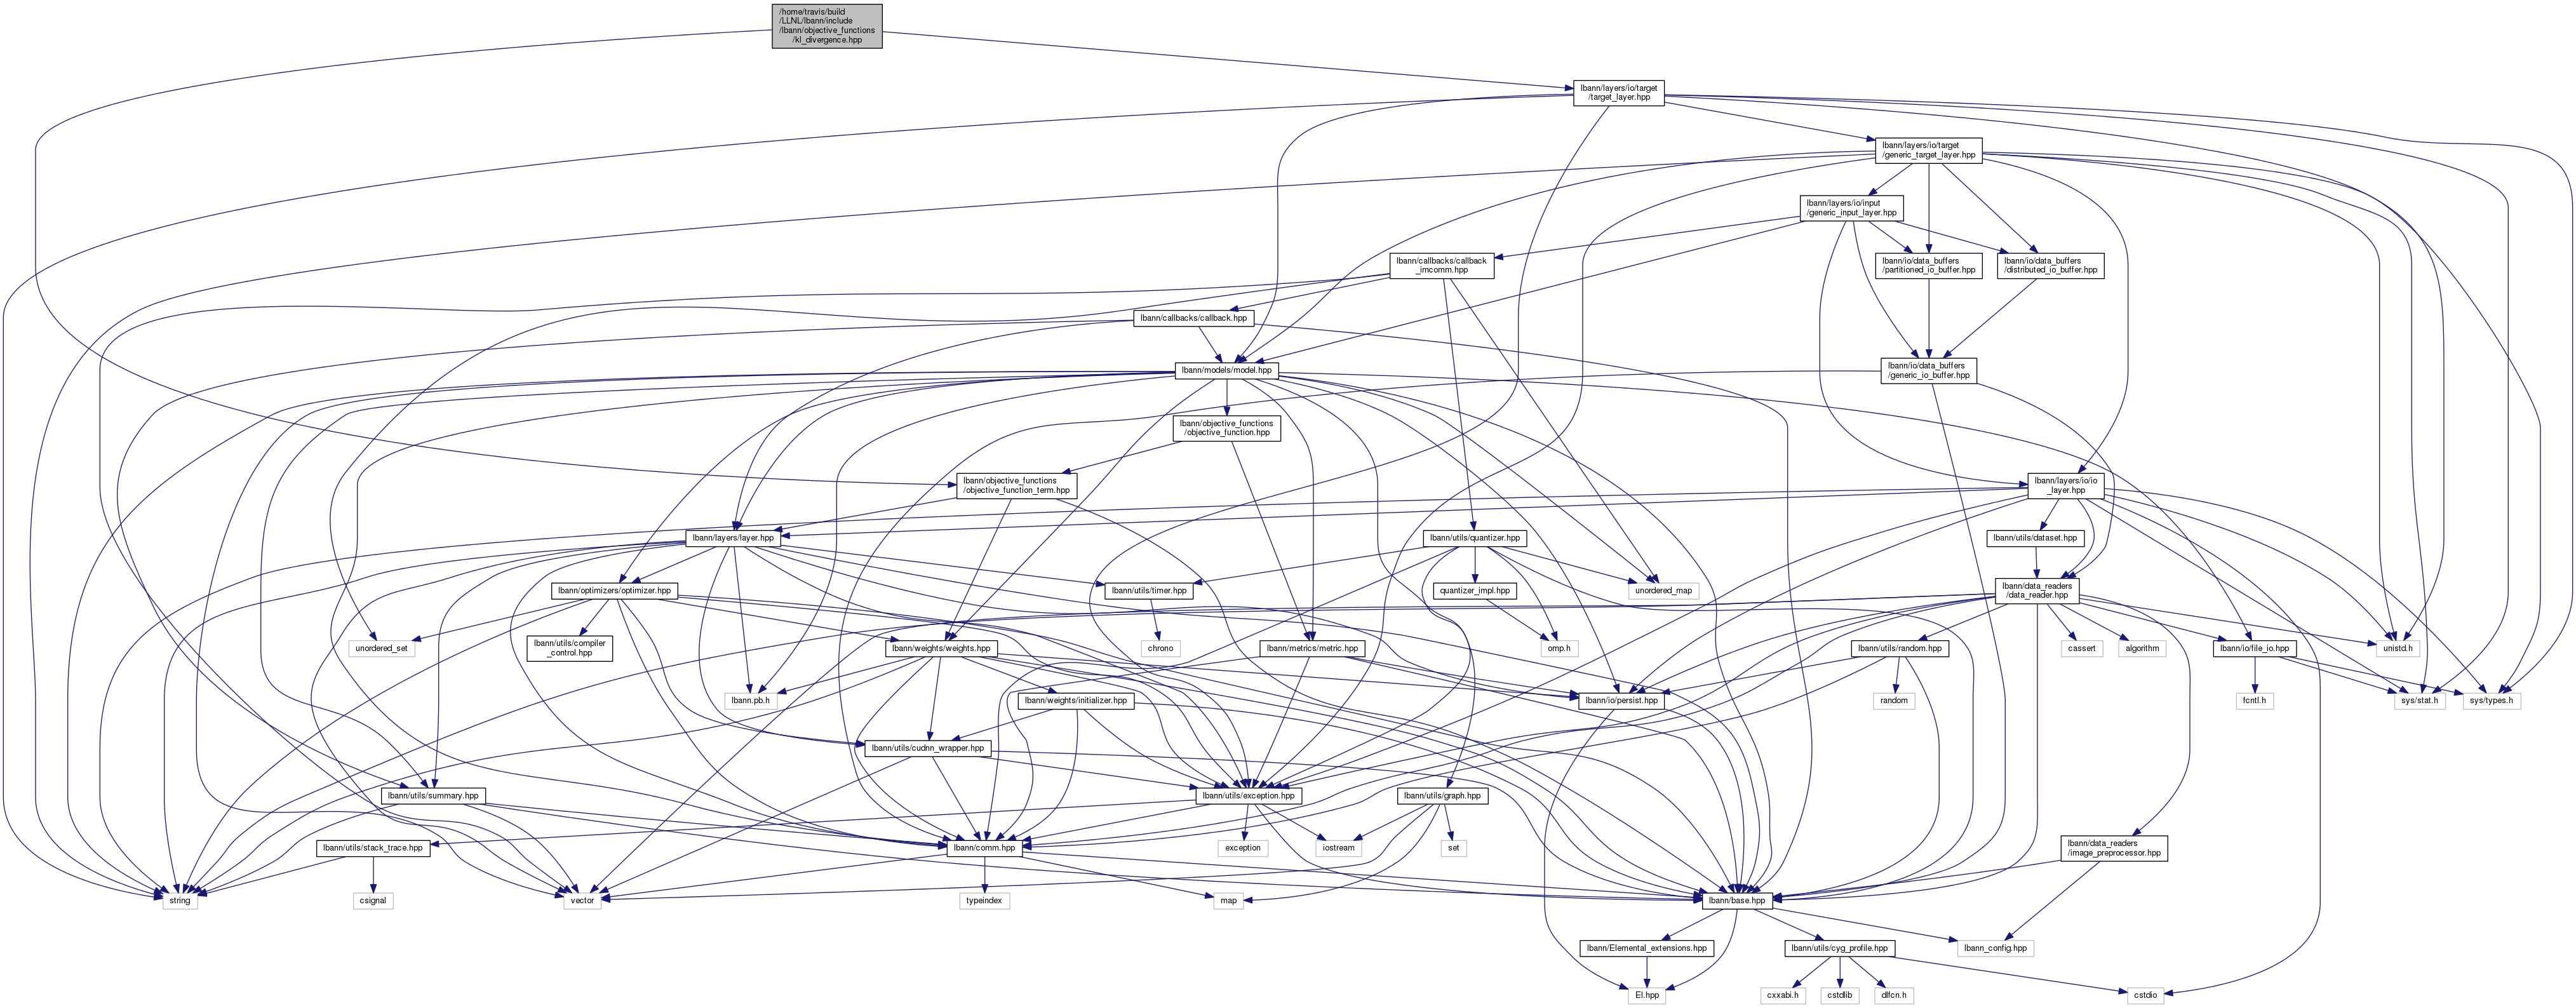 /home/travis/build
/LLNL/lbann/include
/lbann/objective_functions
/kl_divergence.hpp
lbann/layers/io/target
/target_layer.hpp
lbann/layers/io/target
/generic_target_layer.hpp
lbann/layers/io/input
/generic_input_layer.hpp
lbann/callbacks/callback
_imcomm.hpp
lbann/io/data_buffers
/partitioned_io_buffer.hpp
lbann/io/data_buffers
/distributed_io_buffer.hpp
lbann/callbacks/callback.hpp
lbann/models/model.hpp
lbann/io/data_buffers
/generic_io_buffer.hpp
lbann/objective_functions
/objective_function.hpp
lbann/objective_functions
/objective_function_term.hpp
lbann/layers/io/io
_layer.hpp
lbann/layers/layer.hpp
lbann/utils/quantizer.hpp
lbann/utils/dataset.hpp
lbann/optimizers/optimizer.hpp
lbann/utils/timer.hpp
quantizer_impl.hpp
unordered_map
lbann/data_readers
/data_reader.hpp
unordered_set
lbann/utils/compiler
_control.hpp
lbann/weights/weights.hpp
chrono
lbann/metrics/metric.hpp
omp.h
lbann/utils/random.hpp
cassert
algorithm
lbann/io/file_io.hpp
unistd.h
lbann.pb.h
lbann/weights/initializer.hpp
lbann/io/persist.hpp
random
fcntl.h
sys/stat.h
sys/types.h
lbann/utils/cudnn_wrapper.hpp
lbann/utils/summary.hpp
lbann/utils/exception.hpp
lbann/utils/graph.hpp
lbann/utils/stack_trace.hpp
lbann/comm.hpp
exception
iostream
set
lbann/data_readers
/image_preprocessor.hpp
string
csignal
vector
typeindex
map
lbann/base.hpp
lbann/Elemental_extensions.hpp
lbann/utils/cyg_profile.hpp
lbann_config.hpp
El.hpp
cxxabi.h
cstdlib
dlfcn.h
cstdio